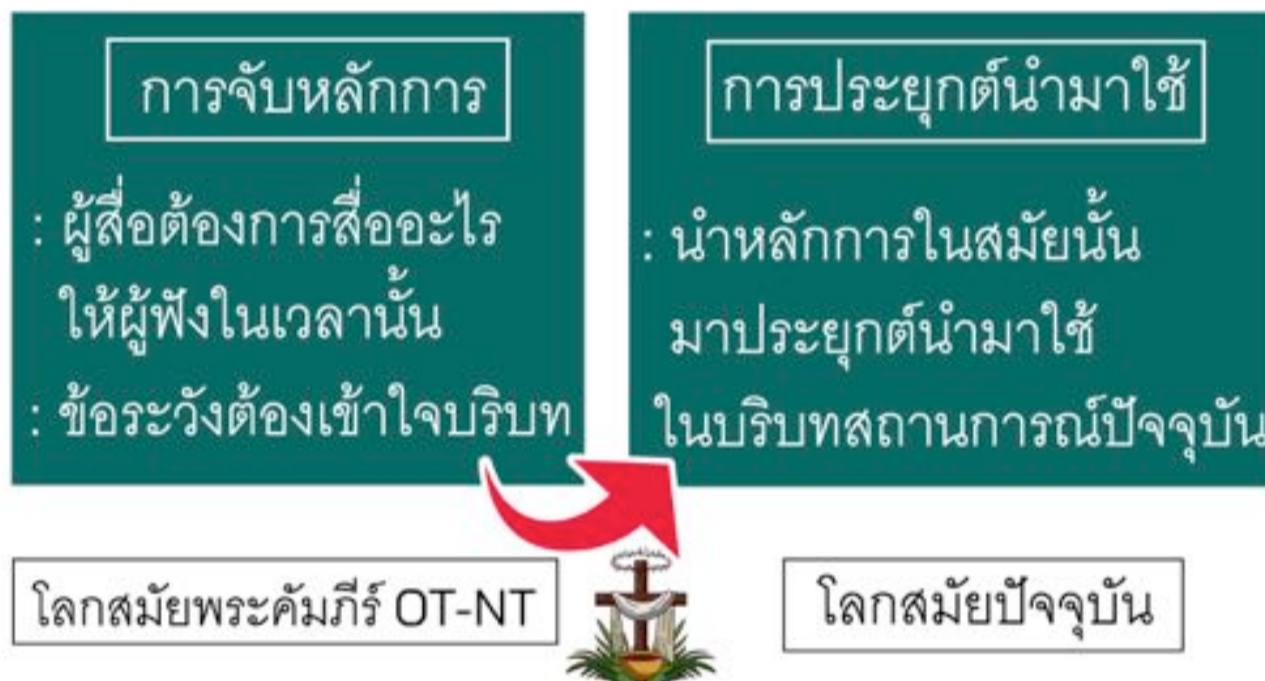 การจับหลักการ
: ผู้สื่อต้องการสื่ออะไร
ให้ผู้ฟังในเวลานั้น
: ข้อระวังต้องเข้าใจบริบท
การประยุกต์นำมาใช้
: นำหลักการในสมัยนั้น
มาประยุกต์นำมาใช้
ในบริบทสถานการณ์ปัจจุบัน
โลกสมัยพระคัมภีร์ OT-NT
โลกสมัยปัจจุบัน